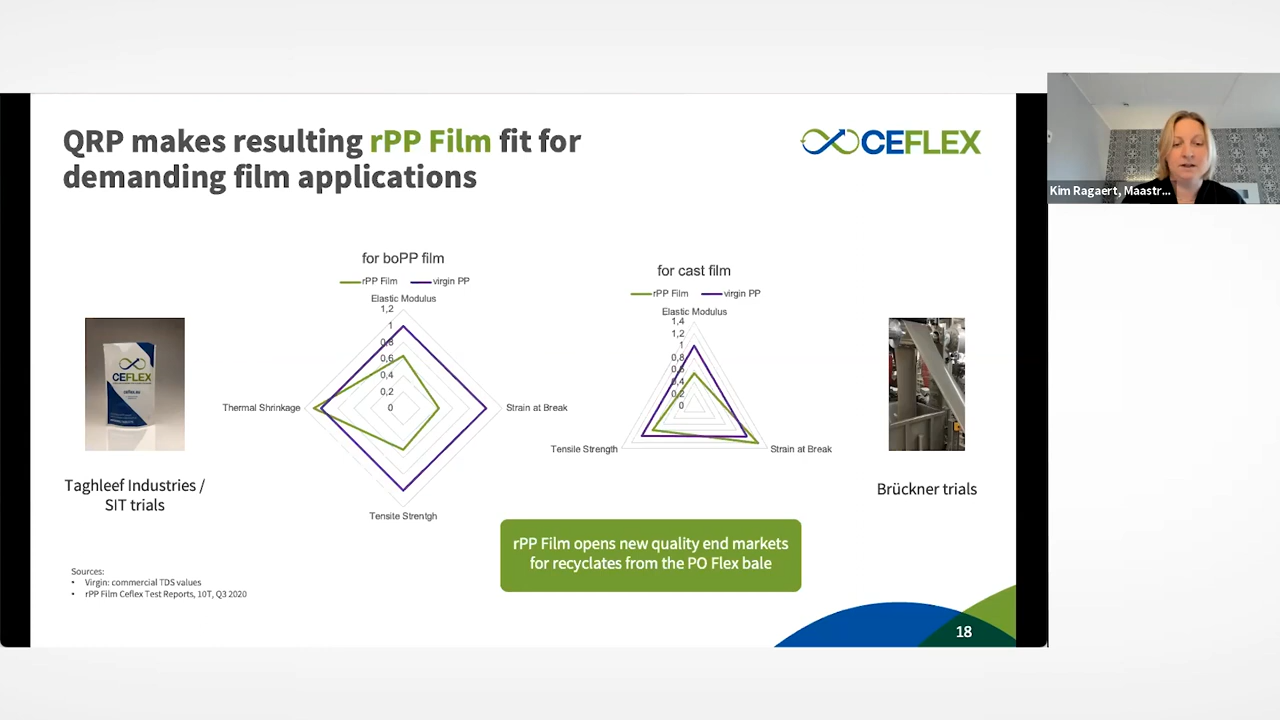 QRP makes resulting rPP Film fit for
demanding film applications
CEFLEX
Kim Ragaert, Maastr...
for boPP film
rPP Film virgin PP
Elastic Modulus
1,2
1
0,8
0,6
0,4
0,2
0
Thermal Shrinkage
Strain at Break
Tensite Strentgh
for cast film
rPP Film virgin PP
Elastic Modulus
1,4
1,2
1
0,8
0,6
0,4
0,2
0
Tensile Strength
Strain at Break
CEFLEX
Taghleef Industries /
SIT trials
Brückner trials
rPP Film opens new quality end markets
for recyclates from the PO Flex bale
Sources:
• Virgin: commercial TDS values
• rPP Film Ceflex Test Reports, 10T, Q3 2020
18